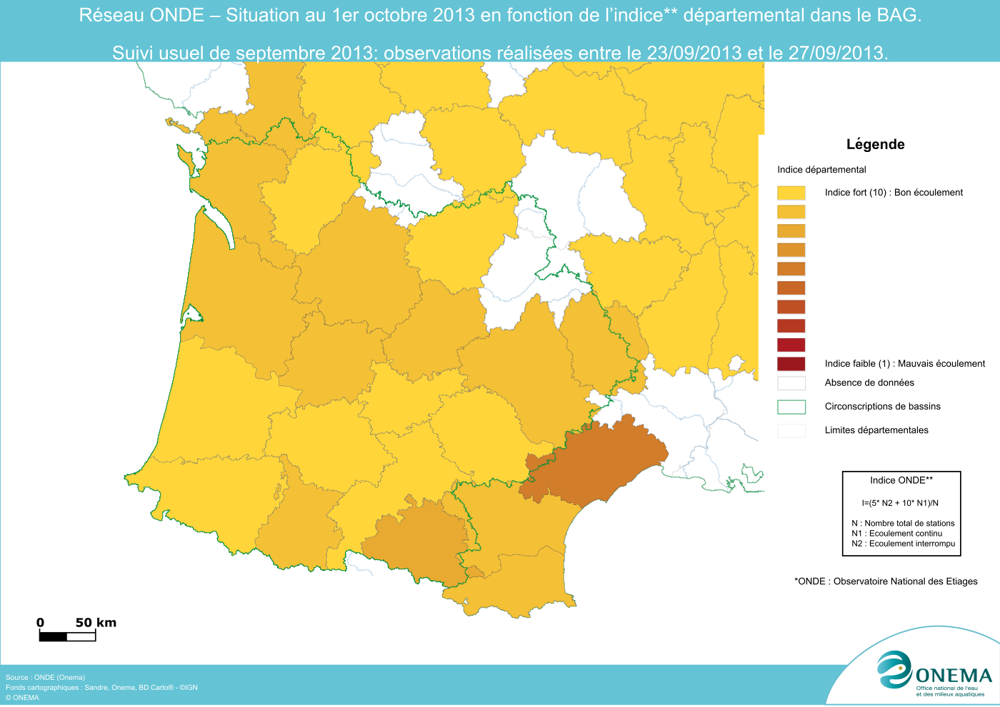 Réseau ONDE – Situation au 1er octobre 2013 en fonction de l'indice** départemental dans le BAG.
Suivi usuel de septembre 2013: observations réalisées entre le 23/09/2013 et le 27/09/2013.
Légende
Indice départemental
Indice fort (10) : Bon écoulement
Indice faible (1) : Mauvais écoulement
Absence de données
Circonscriptions de bassins
Limites départementales
Indice ONDE**
I=(5* N2 + 10* N1)/N
N : Nombre total de stations
N1 : Ecoulement continu
N2 : Ecoulement interrompu
*ONDE : Observatoire National des Etiages
0 50 km
Source : ONDE (Onema)
Fonds cartographiques : Sandre, Onema, BD Carto® - ©IGN
© ONEMA
ONEMA
Office national de l'eau
et des milieux aquatiques